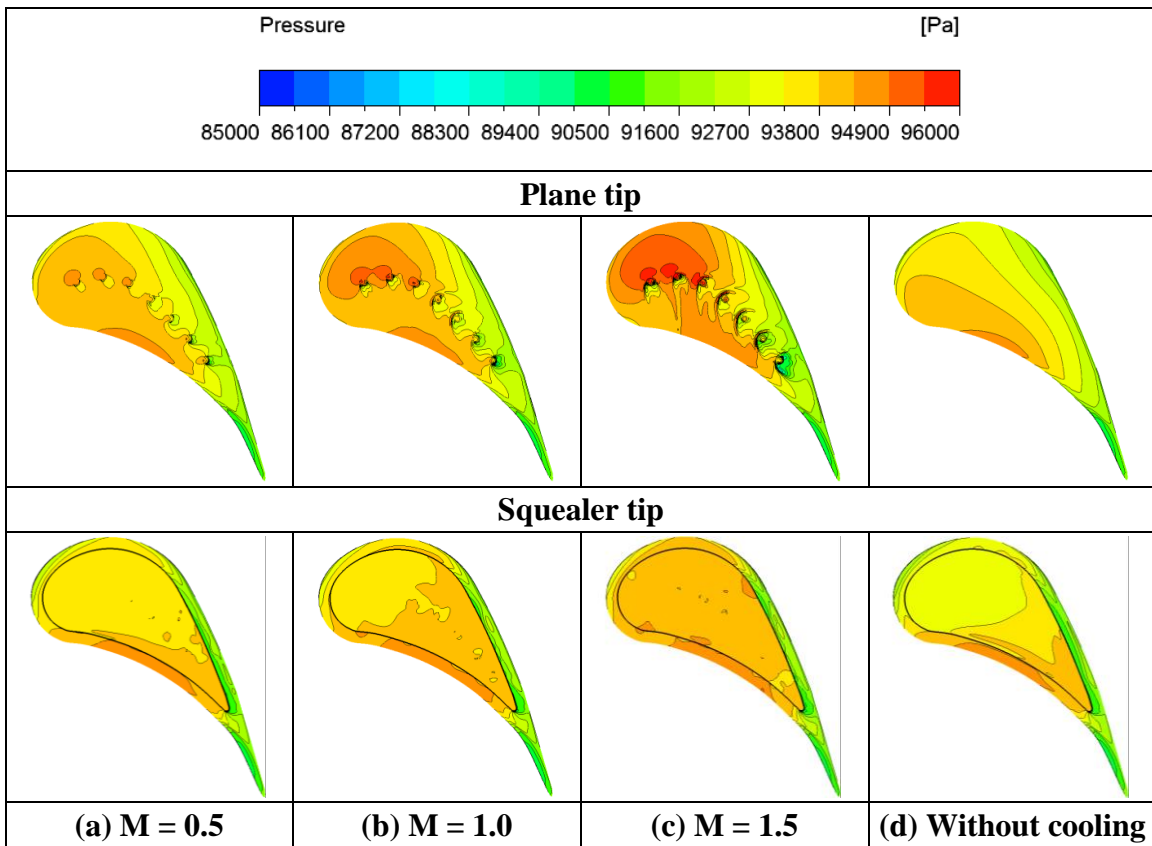 Pressure [Pa]
85000 86100 87200 88300 89400 90500 91600 92700 93800 94900 96000
Plane tip
Squealer tip
(a) M = 0.5 (b) M = 1.0 (c) M = 1.5 (d) Without cooling